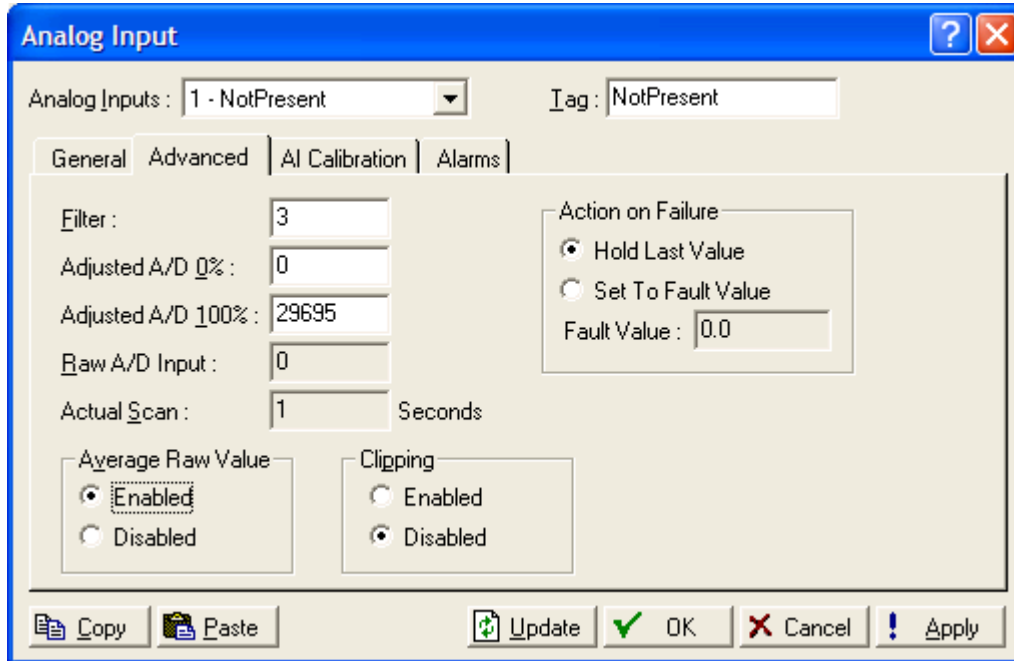 Analog Input
Analog Inputs : 1 - NotPresent Tag : NotPresent
General Advanced AI Calibration Alarms
Filter : 3
Adjusted A/D 0% : 0
Adjusted A/D 100% : 29695
Raw A/D Input : 0
Actual Scan : 1 Seconds
Action on Failure
Hold Last Value
Set To Fault Value
Fault Value : 0.0
Average Raw Value
Enabled
Disabled
Clipping
Enabled
Disabled
Copy Paste Update OK Cancel Apply